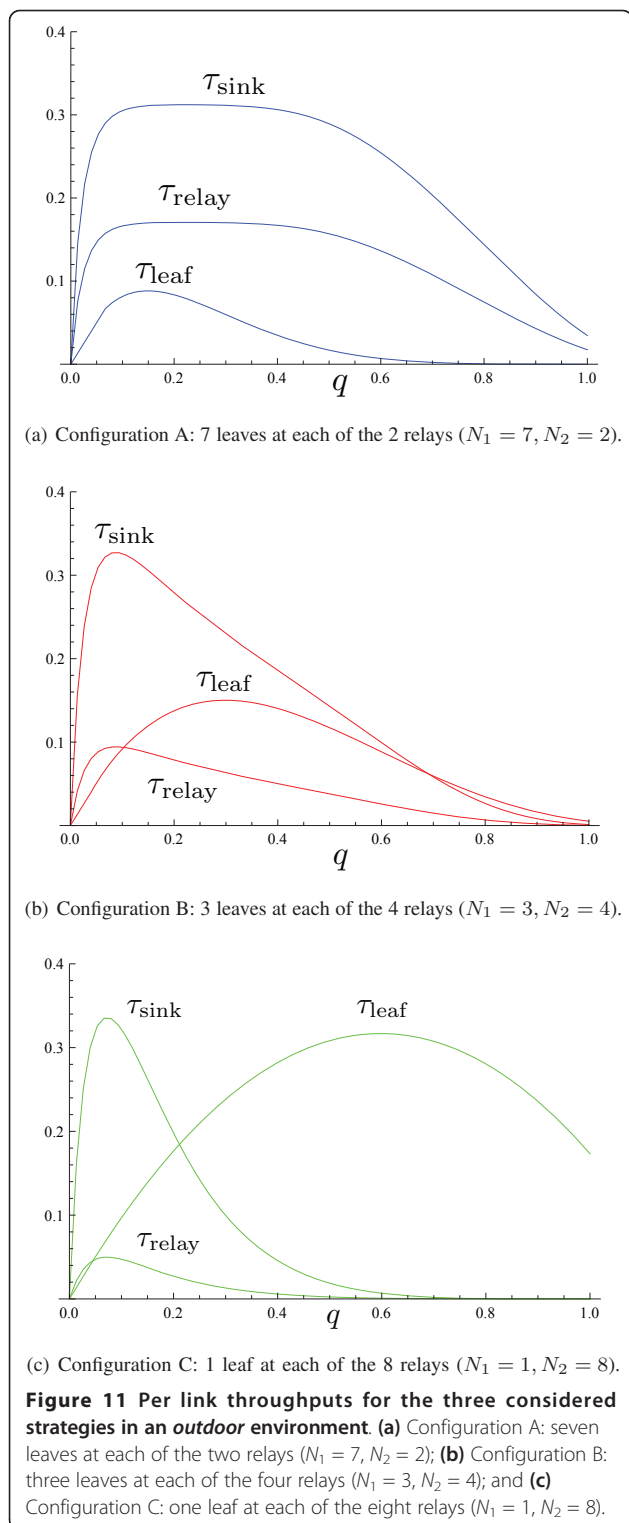 0.4
0.3
0.2
0.1
τsink
τrelay
τleaf
0.0 0.2 0.4 0.6 0.8 1.0
q
(a) Configuration A: 7 leaves at each of the 2 relays (N₁ = 7, N₂ = 2).
0.4
0.3
0.2
0.1
τsink
τleaf
τrelay
0.0 0.2 0.4 0.6 0.8 1.0
q
(b) Configuration B: 3 leaves at each of the 4 relays (N₁ = 3, N₂ = 4).
0.4
0.3
0.2
0.1
τsink
τleaf
τrelay
0.0 0.2 0.4 0.6 0.8 1.0
q
(c) Configuration C: 1 leaf at each of the 8 relays (N₁ = 1, N₂ = 8).
Figure 11 Per link throughputs for the three considered
strategies in an outdoor environment. (a) Configuration A: seven
leaves at each of the two relays (N₁ = 7, N₂ = 2); (b) Configuration B:
three leaves at each of the four relays (N₁ = 3, N₂ = 4); and (c)
Configuration C: one leaf at each of the eight relays (N₁ = 1, N₂ = 8).